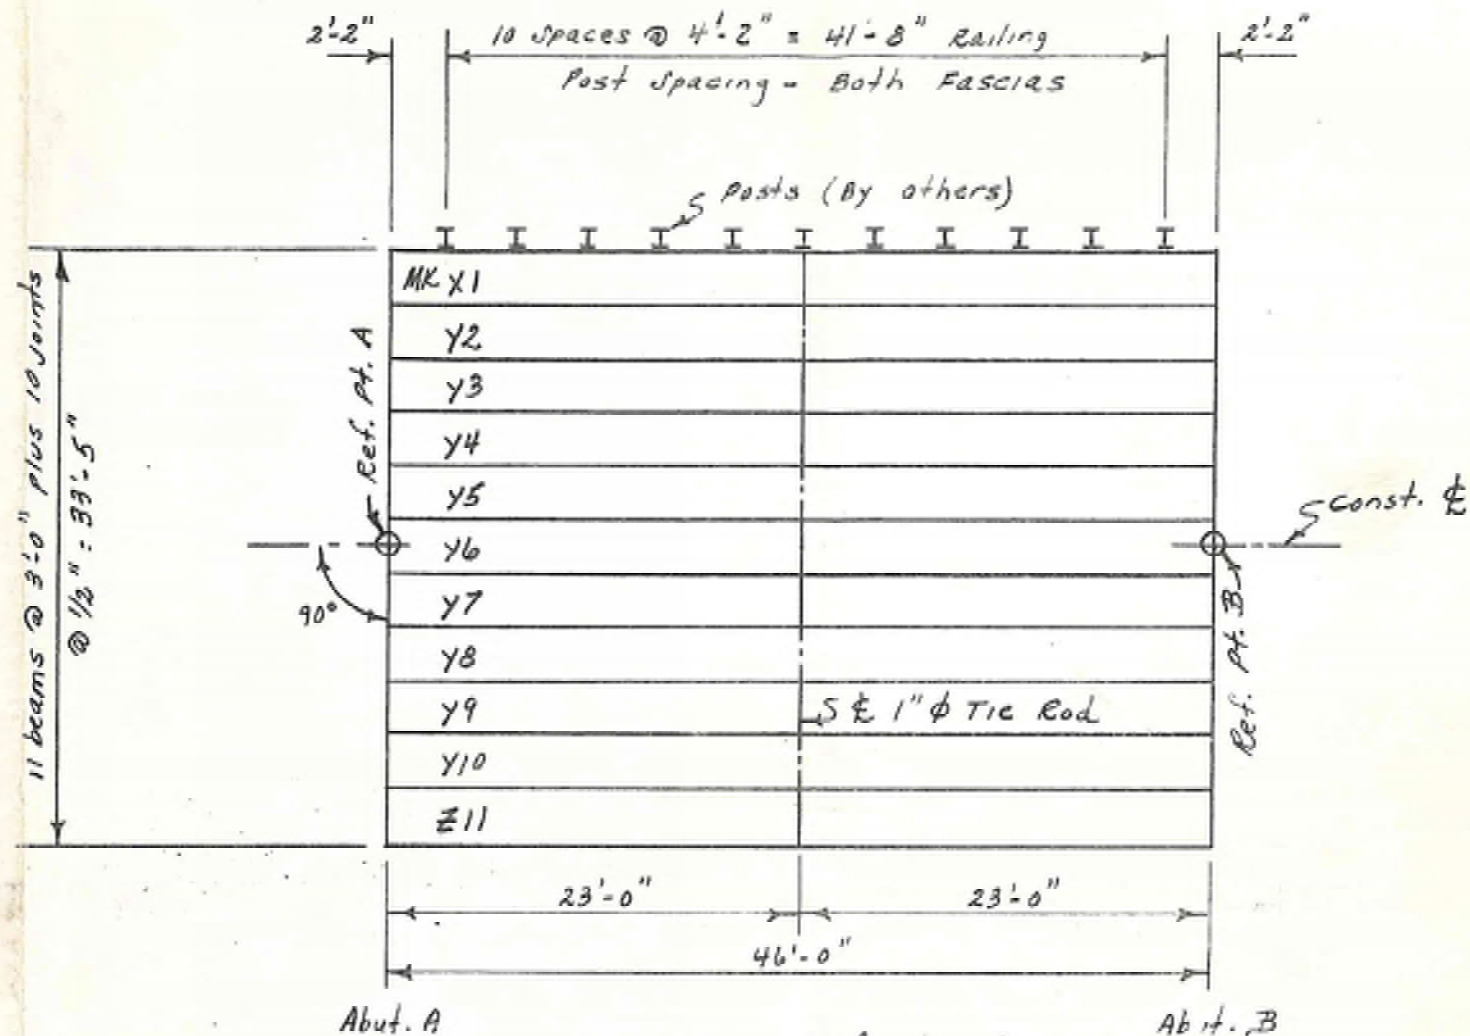 2'-2"
10 Spaces @ 4'-2" = 41'-8" Railing
2'-2"
Post Spacing - Both Fascias
Posts (By others)
MK X1
Y2
Y3
Y4
Y5
Y6
Y7
Y8
Y9
Y10
Z11
11 beams @ 3'-0" plus 10 joints
@ 1/2" = 33'-5"
Ref. Pt. A
90°
Const. ℄
Ref. Pt. B
℄ 1" ϕ Tie Rod
23'-0"
23'-0"
46'-0"
Abut. A
Abut. B